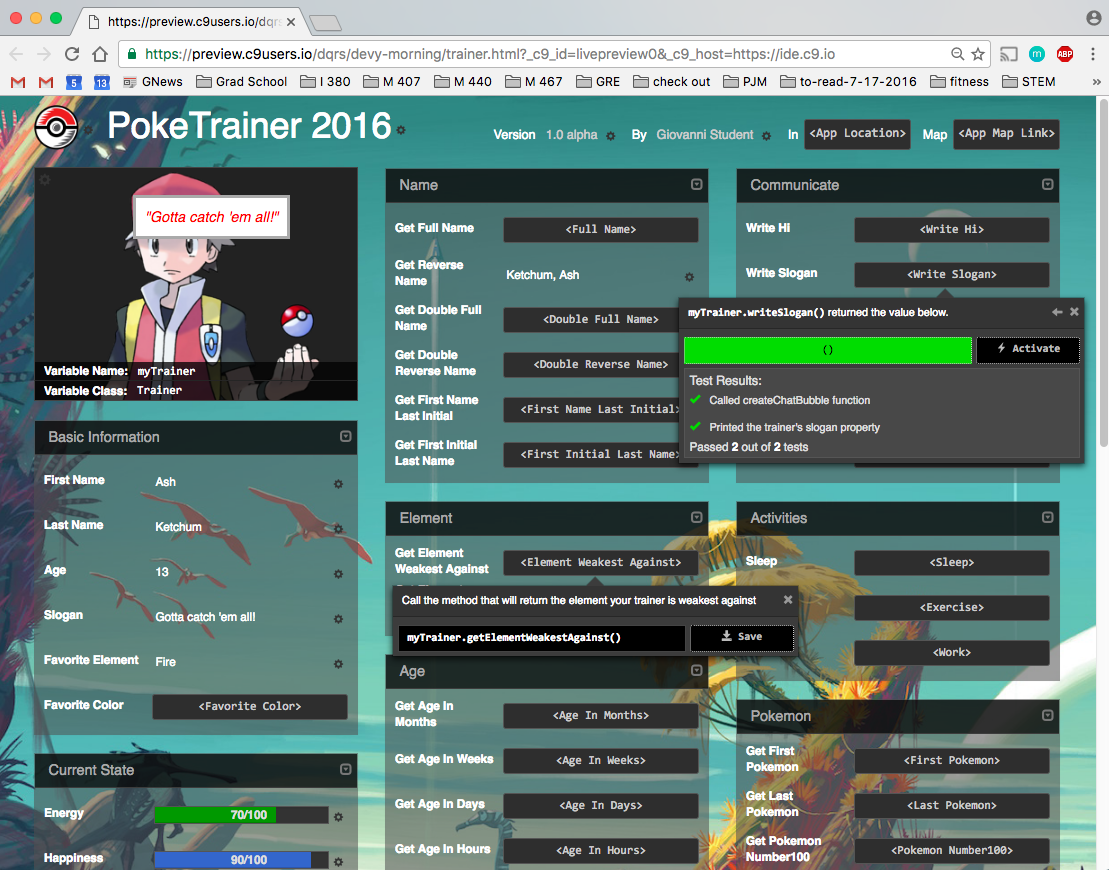 https://preview.c9users.io/dqrs
https://preview.c9users.io/dqrs/devy-morning/trainer.html?_c9_id=livepreview0&_c9_host=https://ide.c9.io
m
ABP
5
13
GNews
Grad School
I 380
M 407
M 440
M 467
GRE
check out
PJM
to-read-7-17-2016
fitness
STEM
»
PokeTrainer 2016
Version 1.0 alpha By Giovanni Student In <App Location> Map <App Map Link>
"Gotta catch 'em all!"
Variable Name: myTrainer
Variable Class: Trainer
Basic Information
First Name Ash
Last Name Ketchum
Age 13
Slogan Gotta catch 'em all!
Favorite Element Fire
Favorite Color <Favorite Color>
Current State
Energy 70/100
Happiness 90/100
Name
Get Full Name <Full Name>
Get Reverse
Name
Ketchum, Ash
Get Double Full
Name
<Double Full Name>
Get Double
Reverse Name
<Double Reverse Name>
Get First Name
Last Initial
<First Name Last Initial>
Get First Initial
Last Name
<First Initial Last Name>
Element
Get Element
Weakest Against
<Element Weakest Against>
Call the method that will return the element your trainer is weakest against
myTrainer.getElementWeakestAgainst()
Save
Age
Get Age In
Months
<Age In Months>
Get Age In Weeks <Age In Weeks>
Get Age In Days <Age In Days>
Get Age In Hours <Age In Hours>
Communicate
Write Hi <Write Hi>
Write Slogan <Write Slogan>
myTrainer.writeSlogan() returned the value below.
()
Activate
Test Results:
Called createChatBubble function
Printed the trainer's slogan property
Passed 2 out of 2 tests
Activities
Sleep <Sleep>
<Exercise>
<Work>
Pokemon
Get First
Pokemon
<First Pokemon>
Get Last
Pokemon
<Last Pokemon>
Get Pokemon
Number100
<Pokemon Number100>